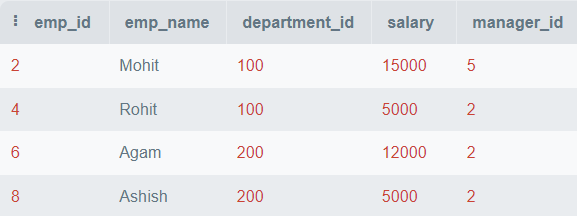 emp_id emp_name department_id salary manager_id
2 Mohit 100 15000 5
4 Rohit 100 5000 2
6 Agam 200 12000 2
8 Ashish 200 5000 2